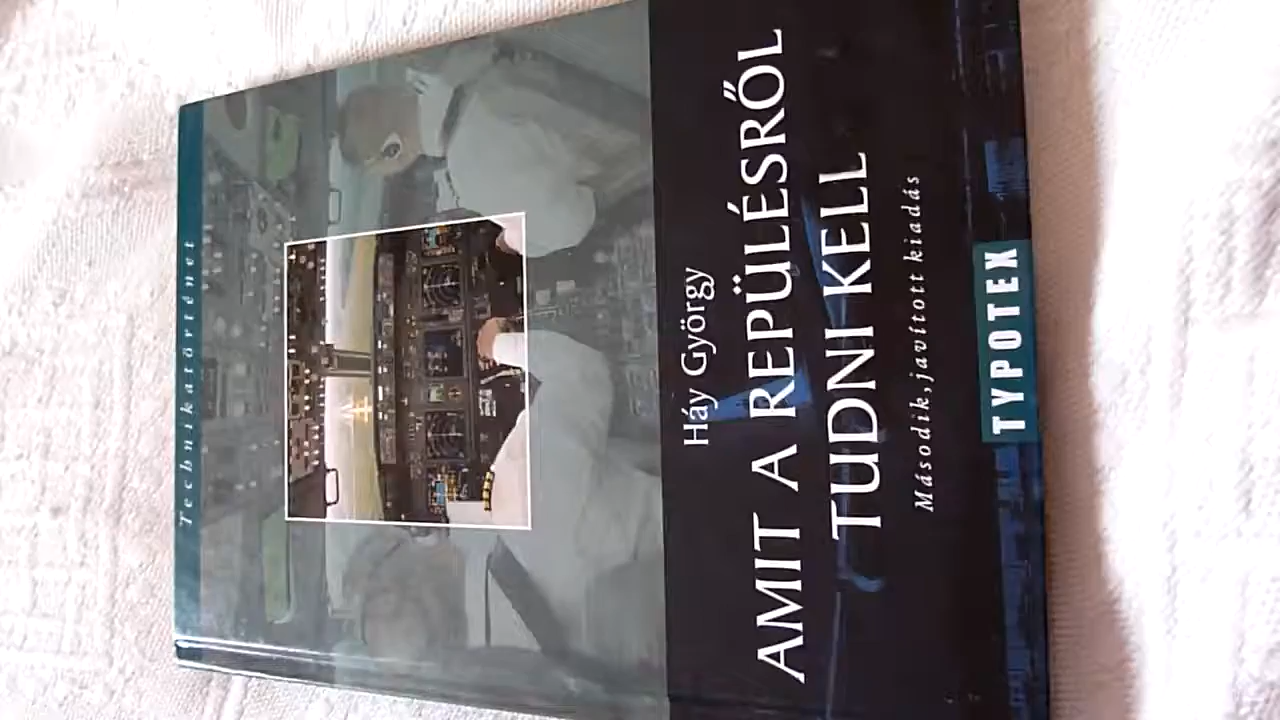 Technikatörténet
Háy György
AMIT A REPÜLÉSRŐL
TUDNI KELL
Második, javított kiadás
TYPOTEX